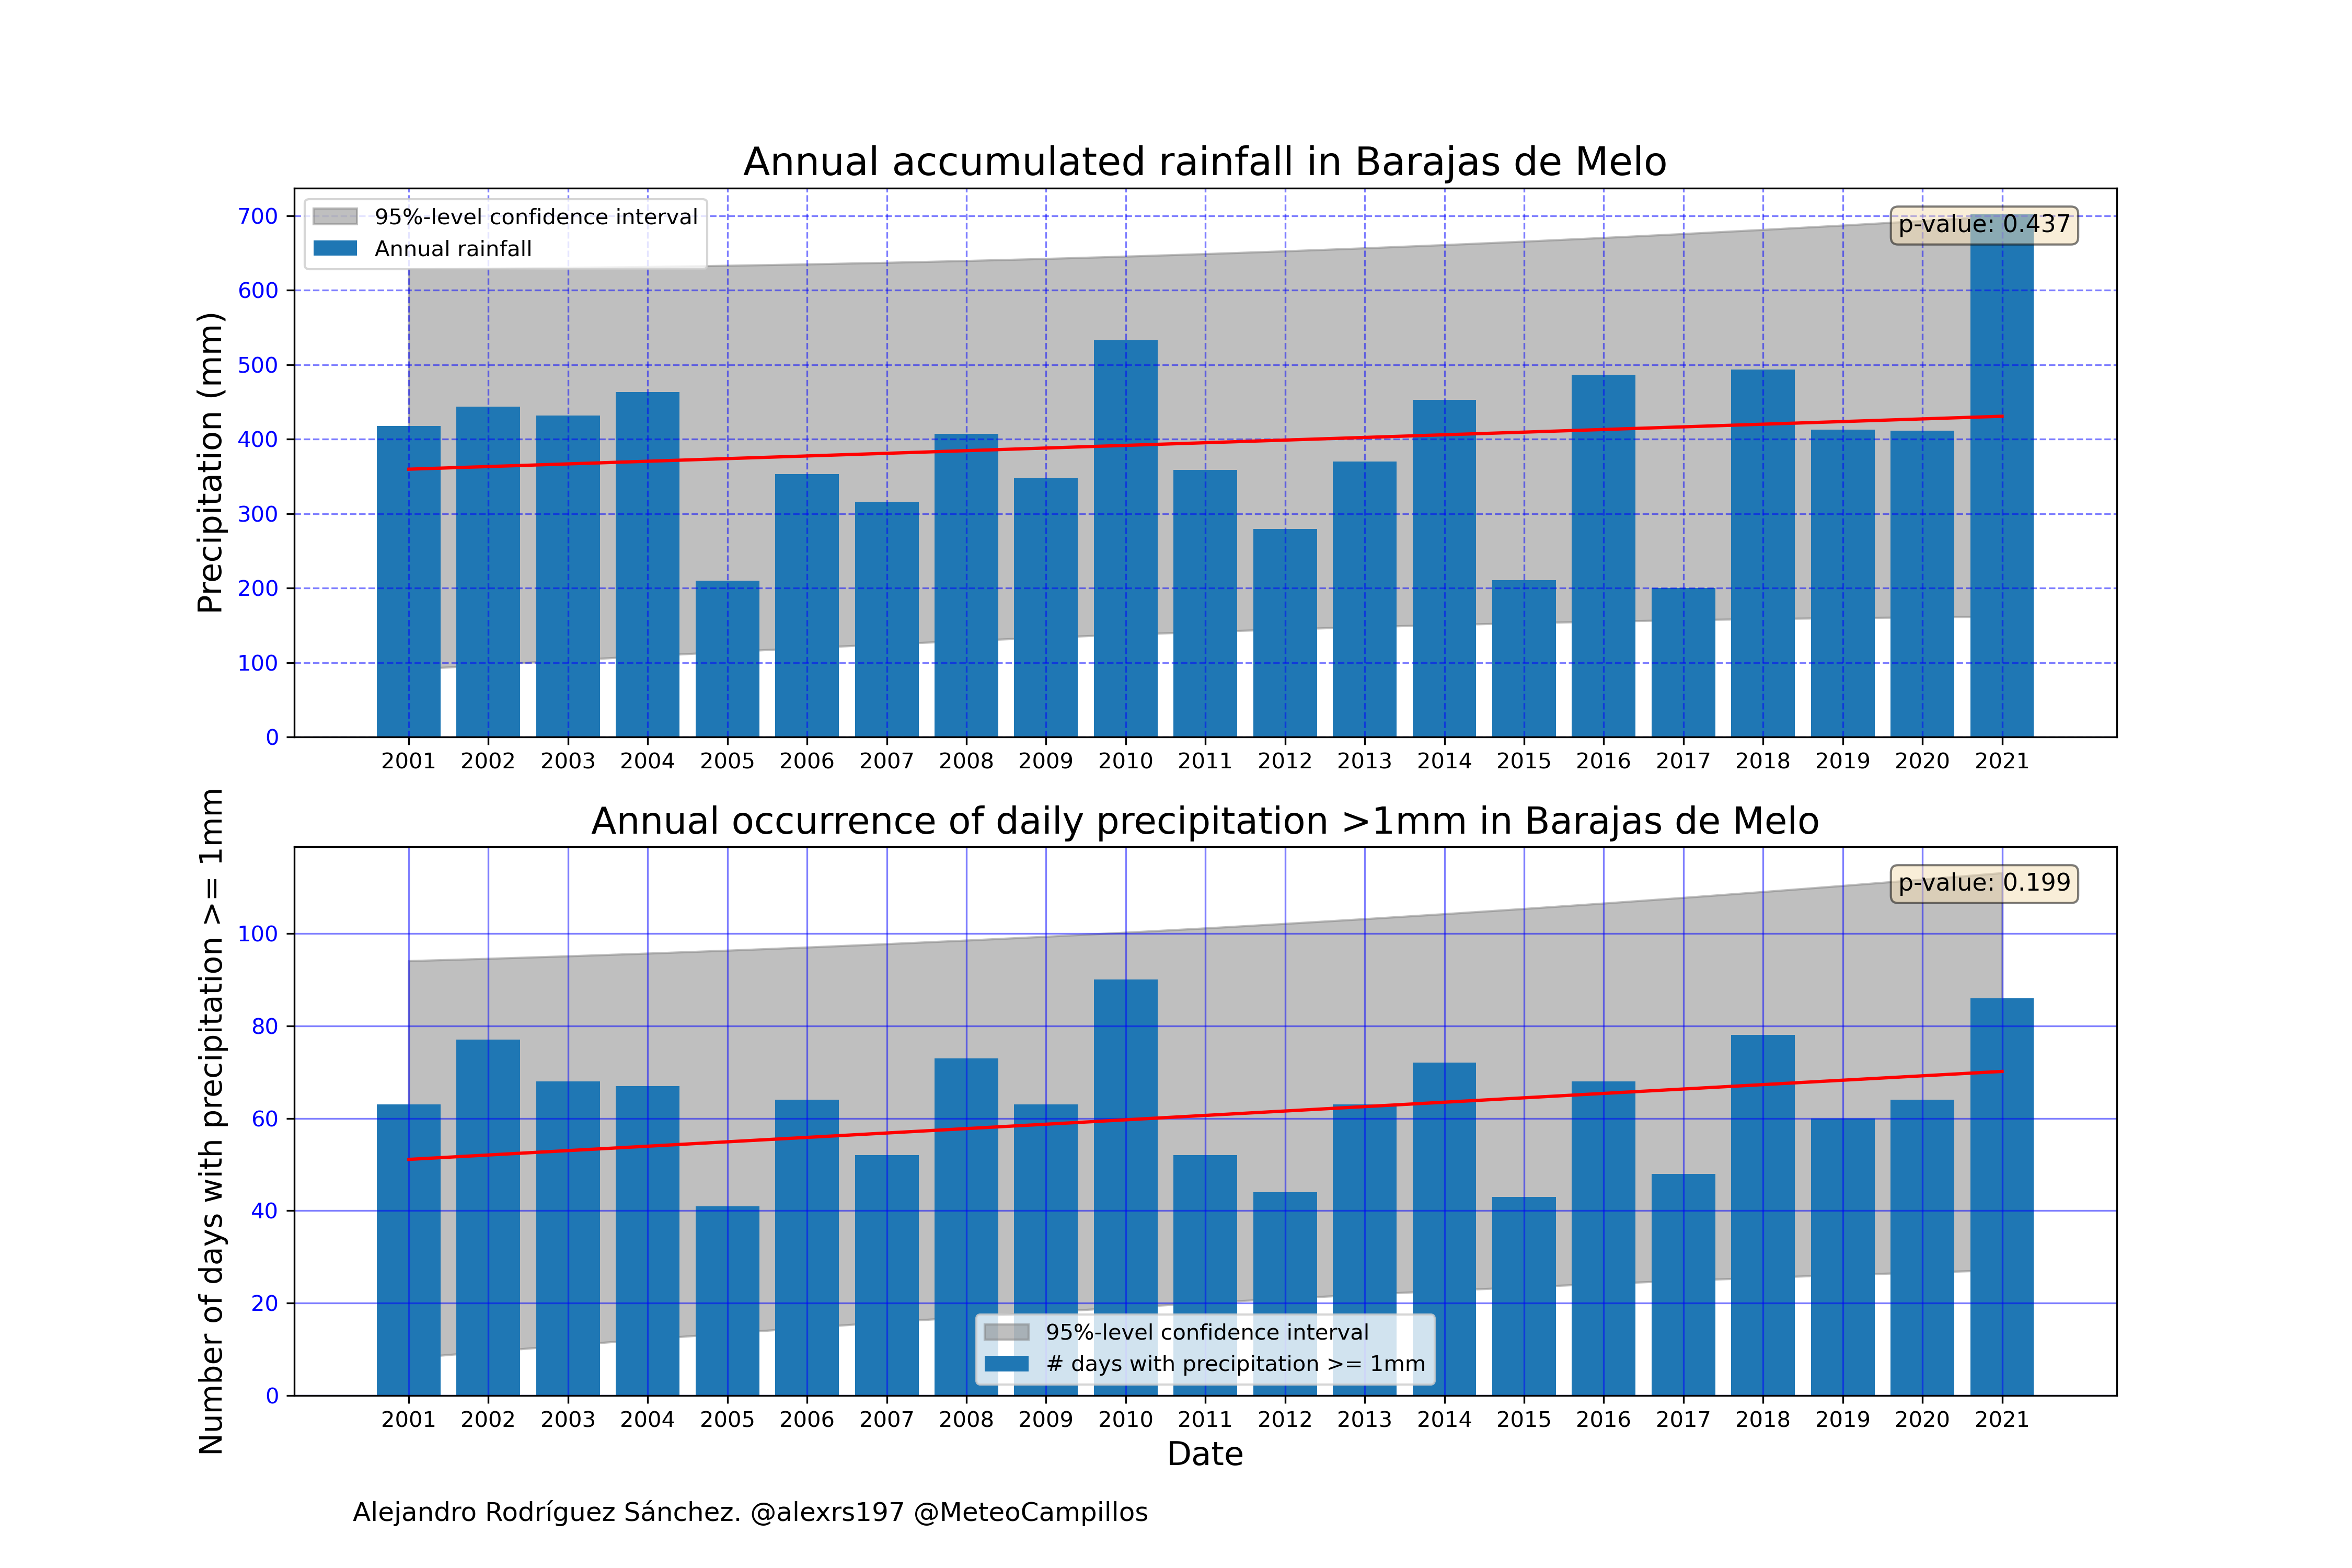 Annual accumulated rainfall in Barajas de Melo
Precipitation (mm)
700
600
500
400
300
200
100
0
95%-level confidence interval
Annual rainfall
p-value: 0.437
2001 2002 2003 2004 2005 2006 2007 2008 2009 2010 2011 2012 2013 2014 2015 2016 2017 2018 2019 2020 2021
Annual occurrence of daily precipitation >1mm in Barajas de Melo
Number of days with precipitation >= 1mm
100
80
60
40
20
0
p-value: 0.199
95%-level confidence interval
# days with precipitation >= 1mm
2001 2002 2003 2004 2005 2006 2007 2008 2009 2010 2011 2012 2013 2014 2015 2016 2017 2018 2019 2020 2021
Date
Alejandro Rodríguez Sánchez. @alexrs197 @MeteoCampillos